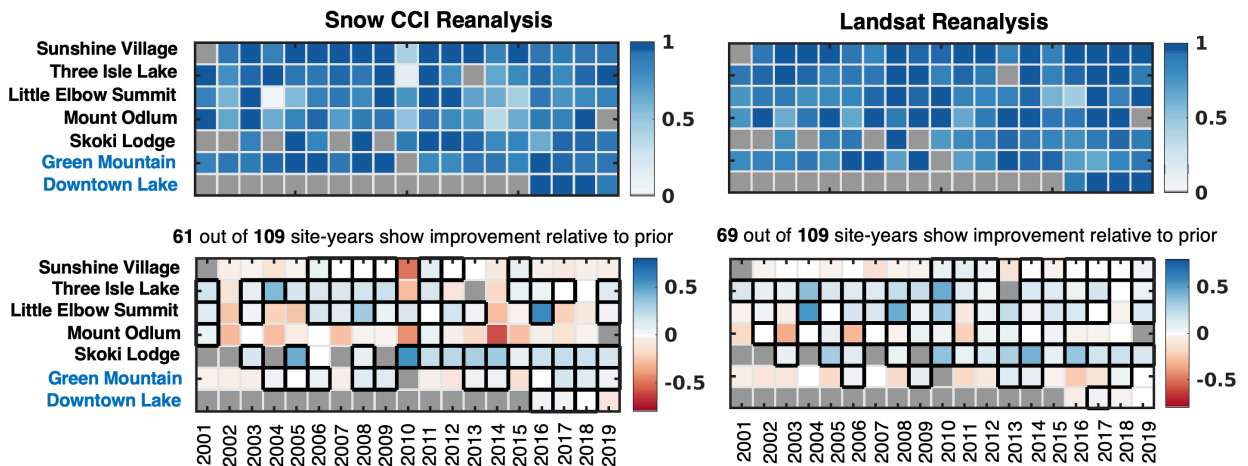 Snow CCI Reanalysis
Landsat Reanalysis
Sunshine Village
Three Isle Lake
Little Elbow Summit
Mount Odlum
Skoki Lodge
Green Mountain
Downtown Lake
1
0.5
0
1
0.5
0
61 out of 109 site-years show improvement relative to prior
69 out of 109 site-years show improvement relative to prior
Sunshine Village
Three Isle Lake
Little Elbow Summit
Mount Odlum
Skoki Lodge
Green Mountain
Downtown Lake
0.5
0
-0.5
0.5
0
-0.5
2001 2002 2003 2004 2005 2006 2007 2008 2009 2010 2011 2012 2013 2014 2015 2016 2017 2018 2019
2001 2002 2003 2004 2005 2006 2007 2008 2009 2010 2011 2012 2013 2014 2015 2016 2017 2018 2019